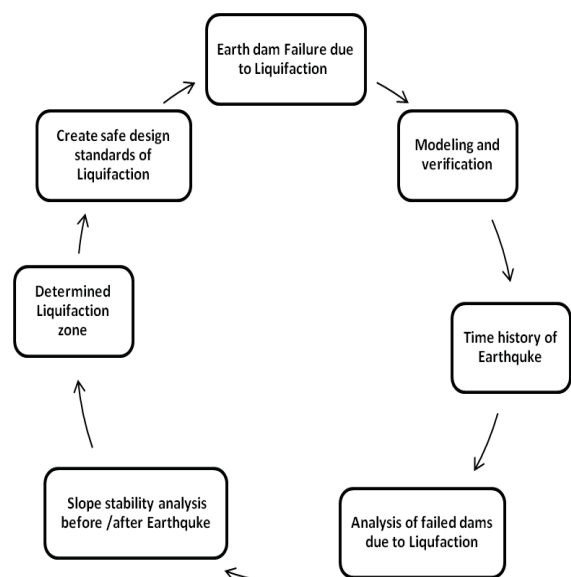 Earth dam Failure due
to Liquifaction
Modeling and
verification
Time history of
Earthquke
Analysis of failed dams
due to Liqufaction
Slope stability analysis
before /after Earthquke
Determined
Liquifaction
zone
Create safe design
standards of
Liquifaction